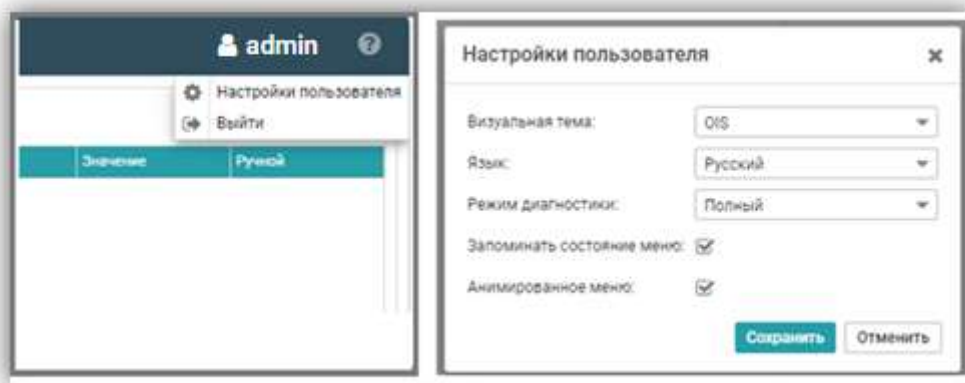 admin
Настройки пользователя
Выйти
Значение Ручной
Настройки пользователя
Визуальная тема: OIS
Язык: Русский
Режим диагностики: Полный
Запоминать состояние меню:
Анимированное меню:
Сохранить Отменить